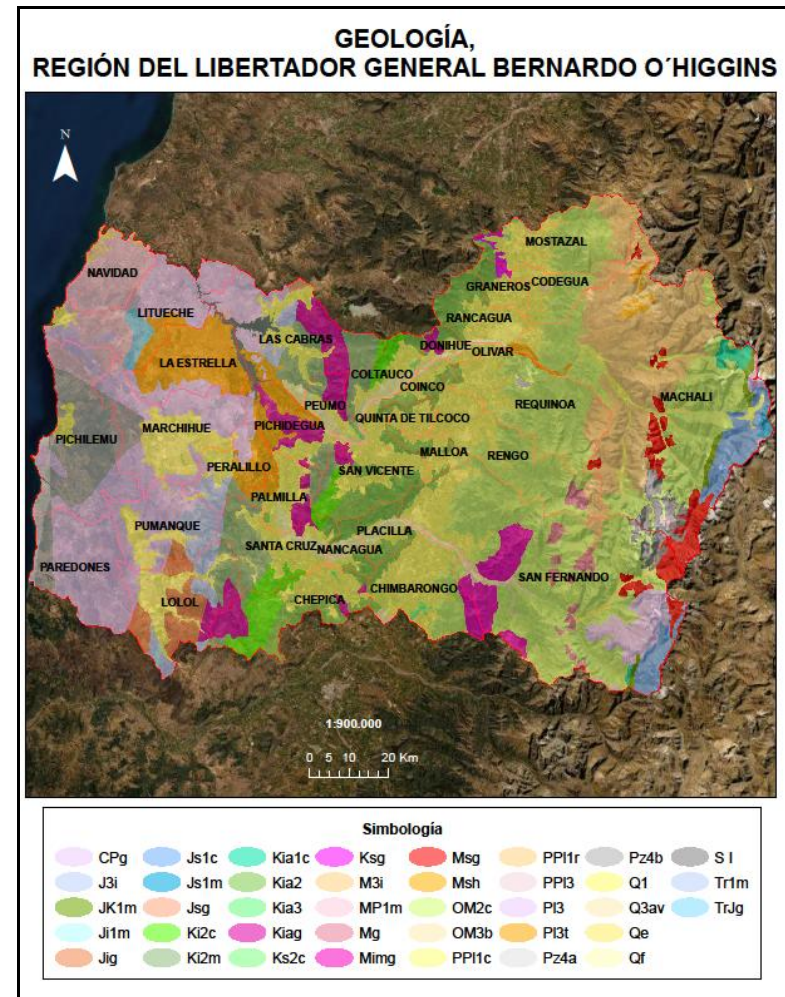 GEOLOGÍA,
REGIÓN DEL LIBERTADOR GENERAL BERNARDO O´HIGGINS
N
MOSTAZAL
NAVIDAD
CODEGUA
GRANEROS
LITUECHE
RANCAGUA
LAS CABRAS
DONIHUE
OLIVAR
LA ESTRELLA
COLTAUCO
MACHALI
COINCO
PEUMO
REQUINOA
QUINTA DE TILCOCO
PICHIDEGUA
MARCHIHUE
PICHILEMU
MALLOA
RENGO
PERALILLO
SAN VICENTE
PALMILLA
PUMANQUE
PLACILLA
SANTA CRUZ
NANCAGUA
PAREDONES
SAN FERNANDO
CHIMBARONGO
LOLOL
CHEPICA
1:900.000
0 5 10 20 Km
Simbología
CPg Js1c Kia1c Ksg Msg PPl1r Pz4b S I
J3i Js1m Kia2 M3i Msh PPl3 Q1 Tr1m
JK1m Jsg Kia3 MP1m OM2c Pl3 Q3av TrJg
Ji1m Ki2c Kiag Mg OM3b Pl3t Qe
Jig Ki2m Ks2c Mimg PPl1c Pz4a Qf